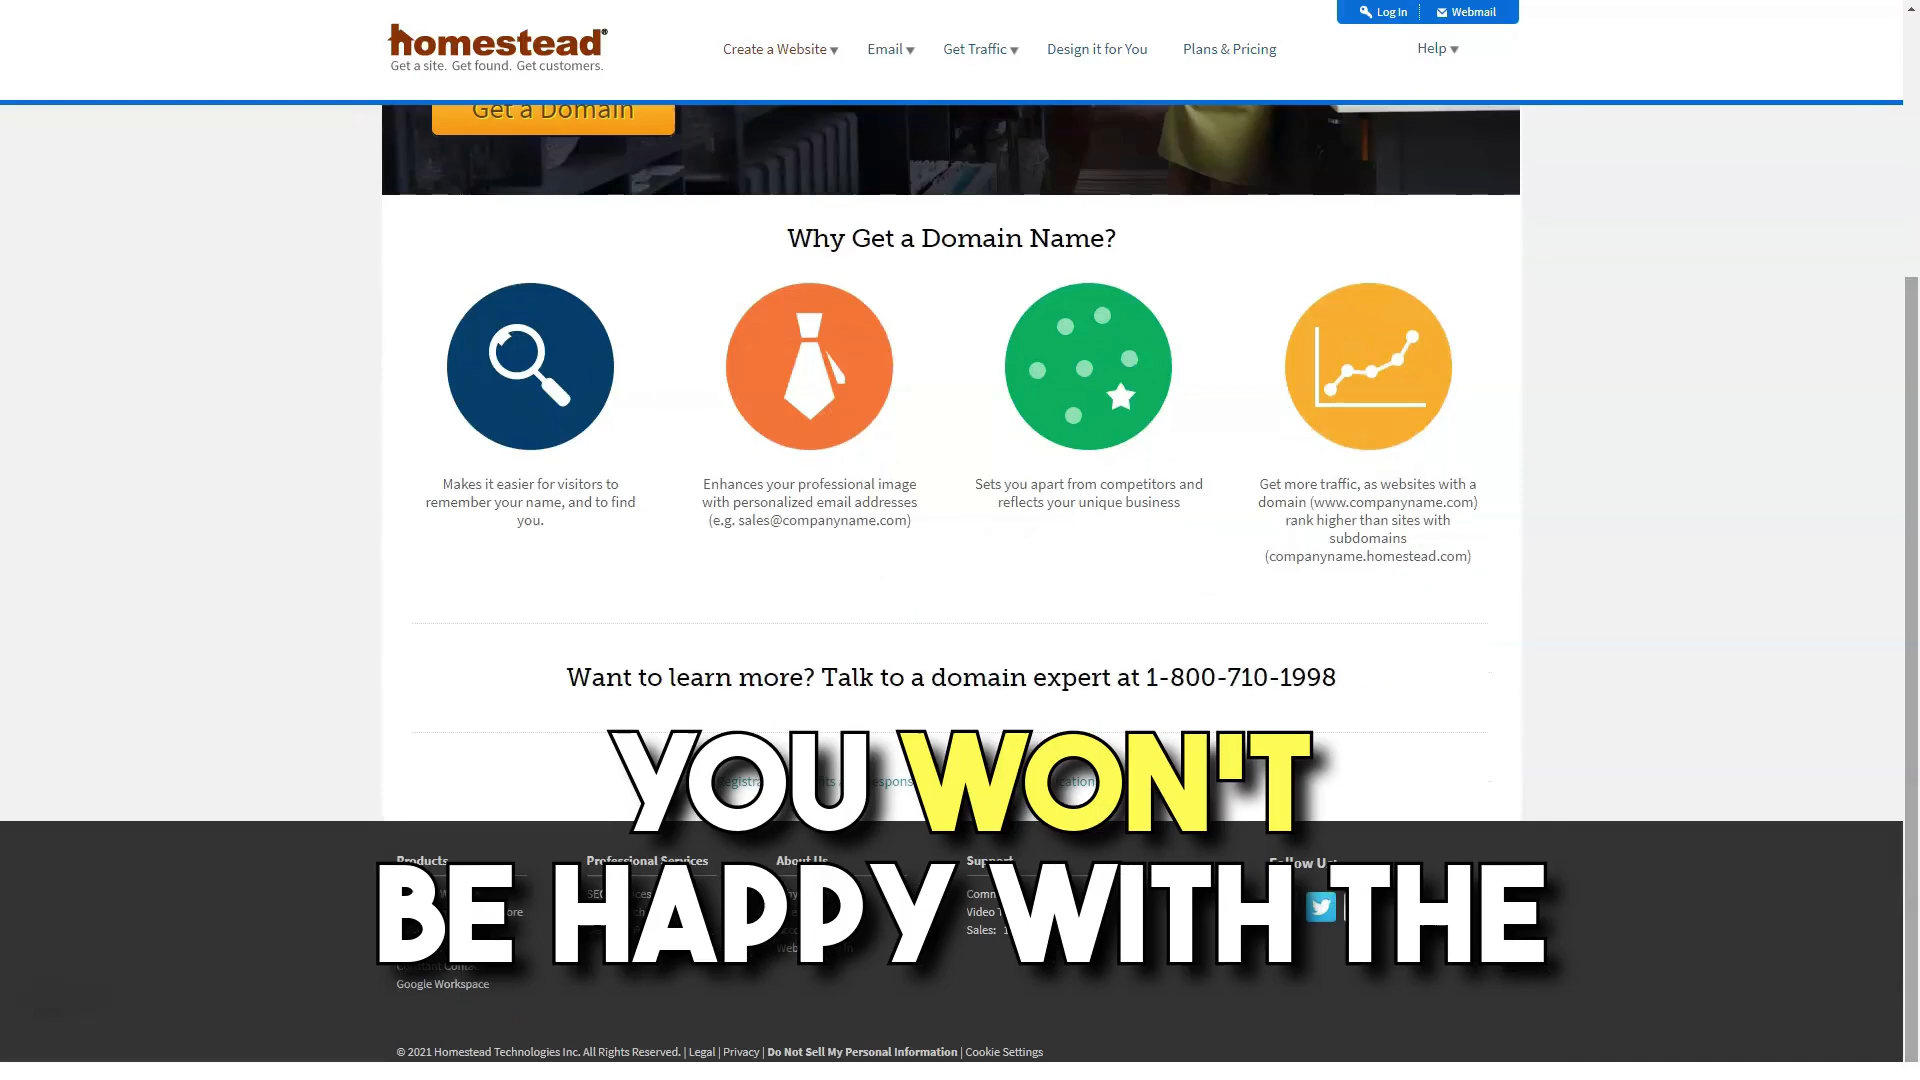 Log In
Webmail
homestead®
Get a site. Get found. Get customers.
Create a Website
Email
Get Traffic
Design it for You
Plans & Pricing
Help
Get a Domain
Why Get a Domain Name?
Makes it easier for visitors to
remember your name, and to find
you.
Enhances your professional image
with personalized email addresses
(e.g. sales@companyname.com)
Sets you apart from competitors and
reflects your unique business
Get more traffic, as websites with a
domain (www.companyname.com)
rank higher than sites with
subdomains
(companyname.homestead.com)
Want to learn more? Talk to a domain expert at 1-800-710-1998
YOU WON'T
BE HAPPY WITH THE
Products
Professional Services
About Us
Support
Follow Us
Video
Sales:
Google Workspace
© 2021 Homestead Technologies Inc. All Rights Reserved. | Legal | Privacy | Do Not Sell My Personal Information | Cookie Settings